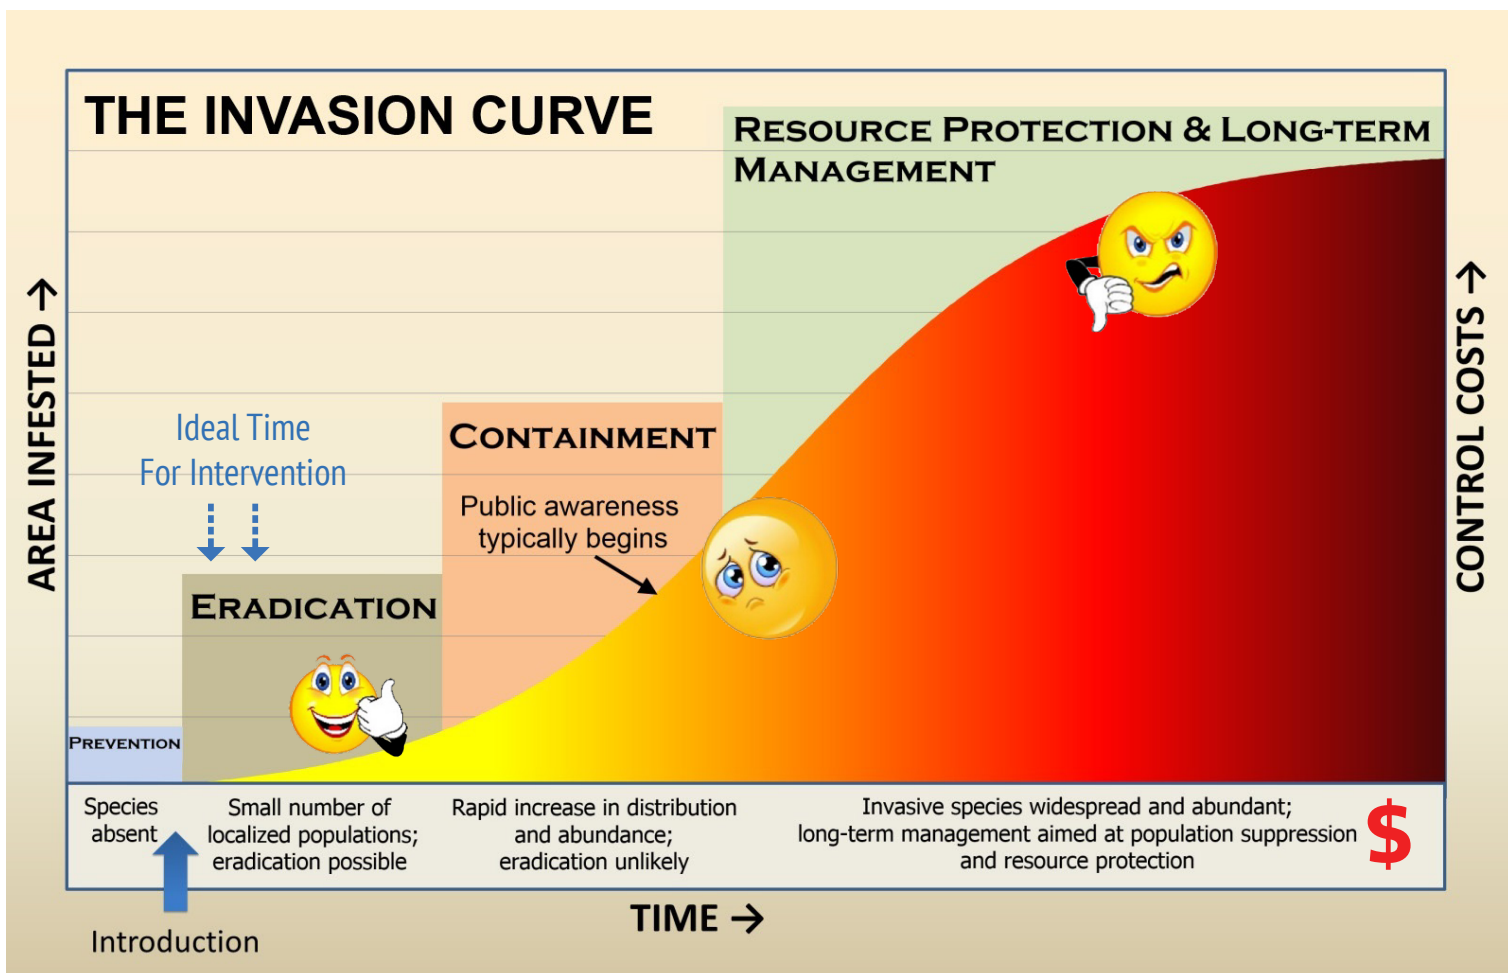 THE INVASION CURVE
RESOURCE PROTECTION & LONG-TERM
MANAGEMENT
AREA INFESTED →
CONTROL COSTS →
Ideal Time
For Intervention
CONTAINMENT
Public awareness
typically begins
ERADICATION
PREVENTION
Species
absent
Small number of
localized populations;
eradication possible
Rapid increase in distribution
and abundance;
eradication unlikely
Invasive species widespread and abundant;
long-term management aimed at population suppression
and resource protection
$
TIME →
Introduction